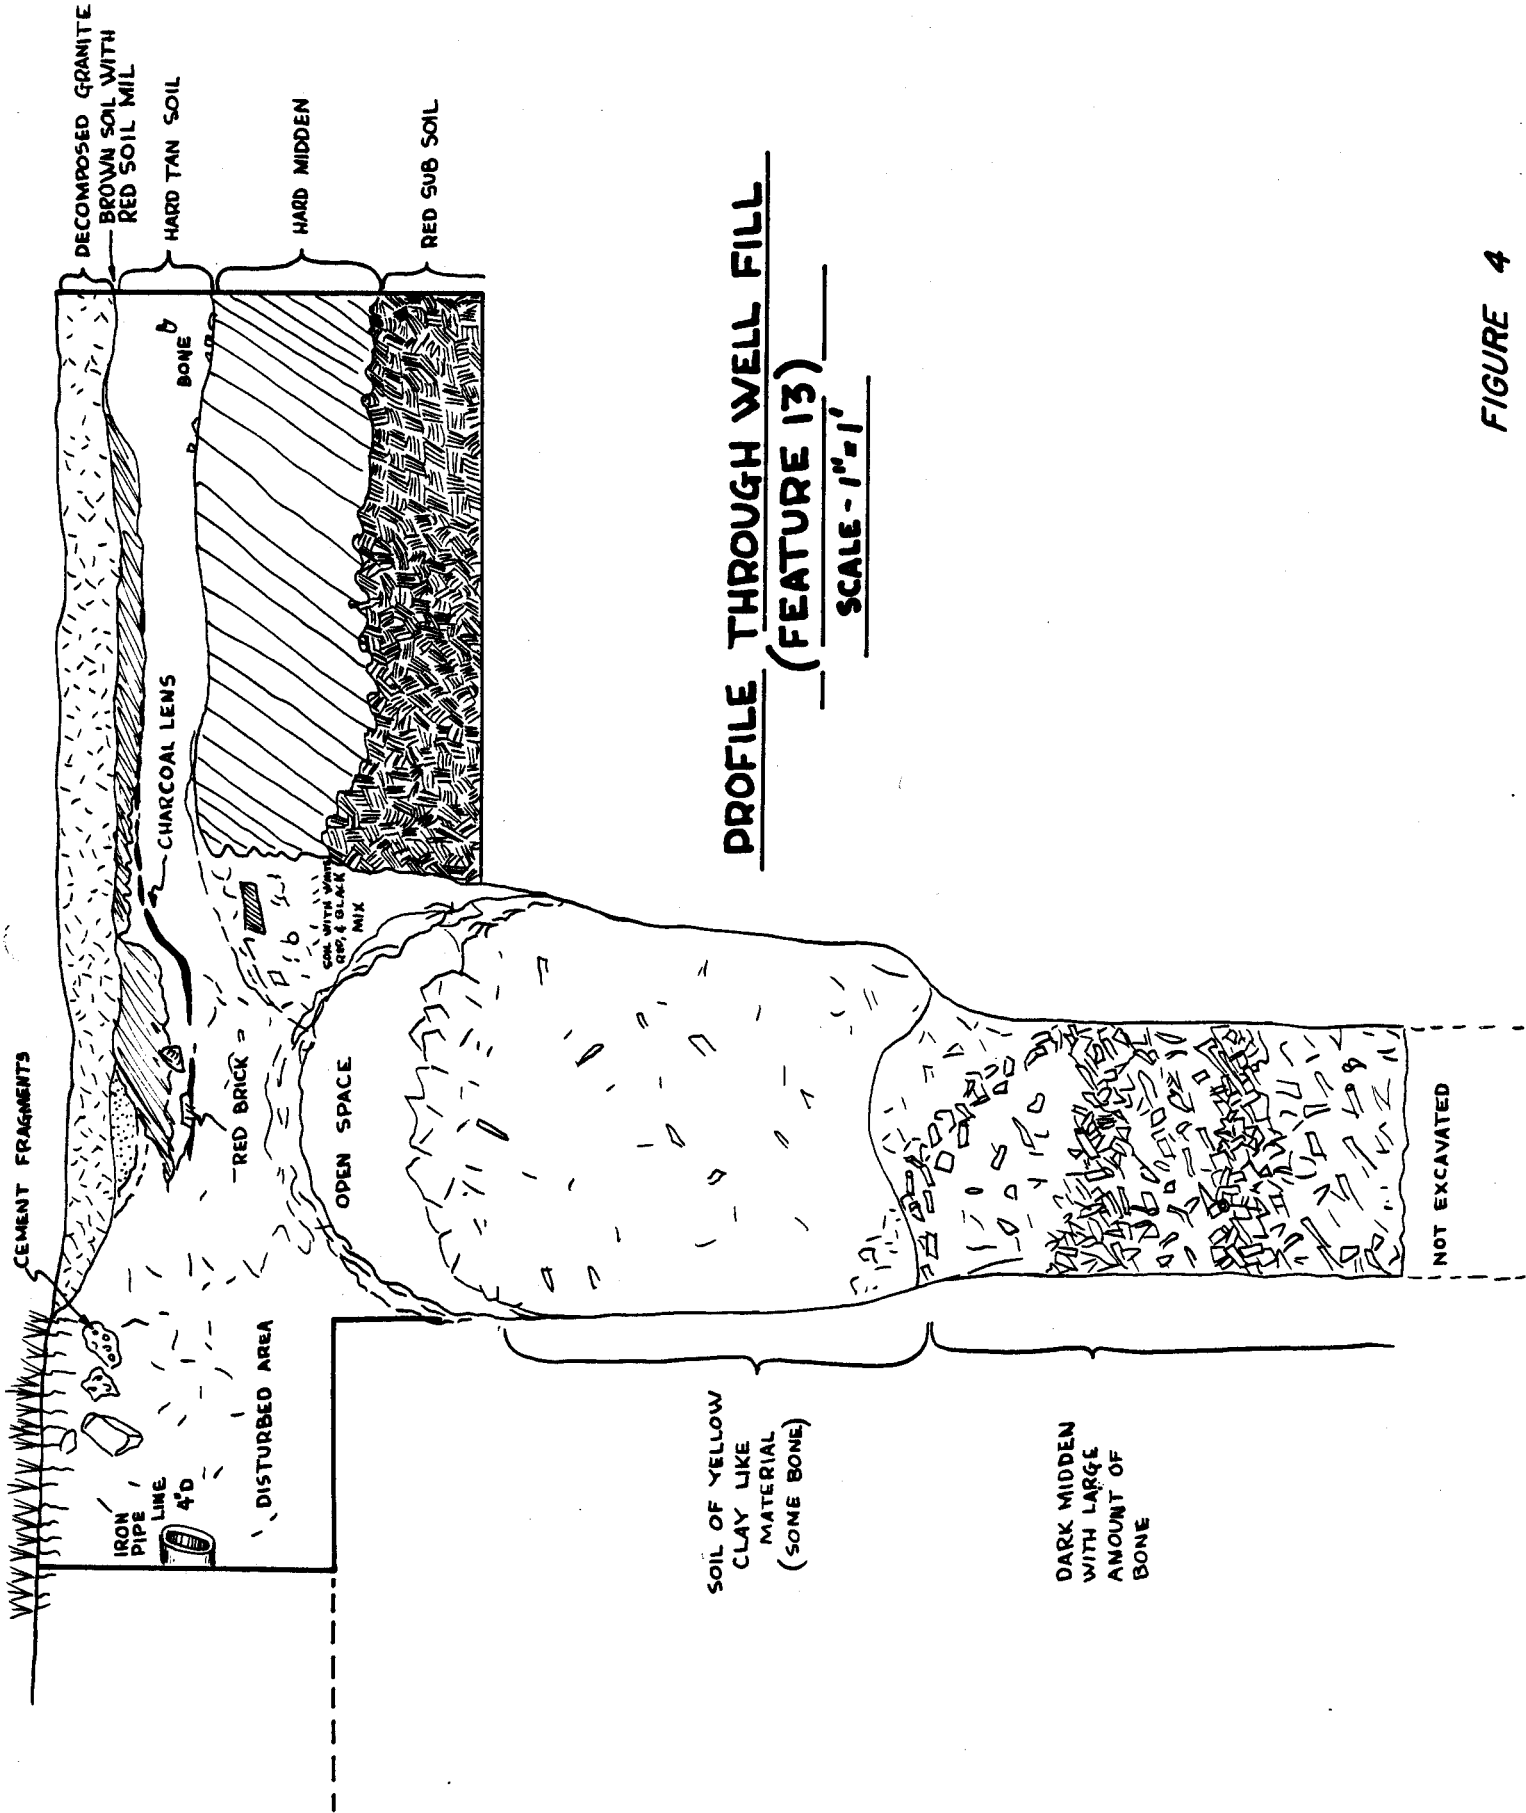 CEMENT FRAGMENTS
DECOMPOSED GRANITE
BROWN SOIL WITH
RED SOIL MIL
HARD TAN SOIL
HARD MIDDEN
RED SUB SOIL
IRON
PIPE
LINE
4"D
DISTURBED AREA
RED BRICK
CHARCOAL LENS
BONE
SOIL WITH WHITE
RED, & BLACK
MIX
OPEN SPACE
SOIL OF YELLOW
CLAY LIKE
MATERIAL
(SOME BONE)
DARK MIDDEN
WITH LARGE
AMOUNT OF
BONE
NOT EXCAVATED
PROFILE THROUGH WELL FILL
(FEATURE 13)
SCALE - 1"=1'
FIGURE 4